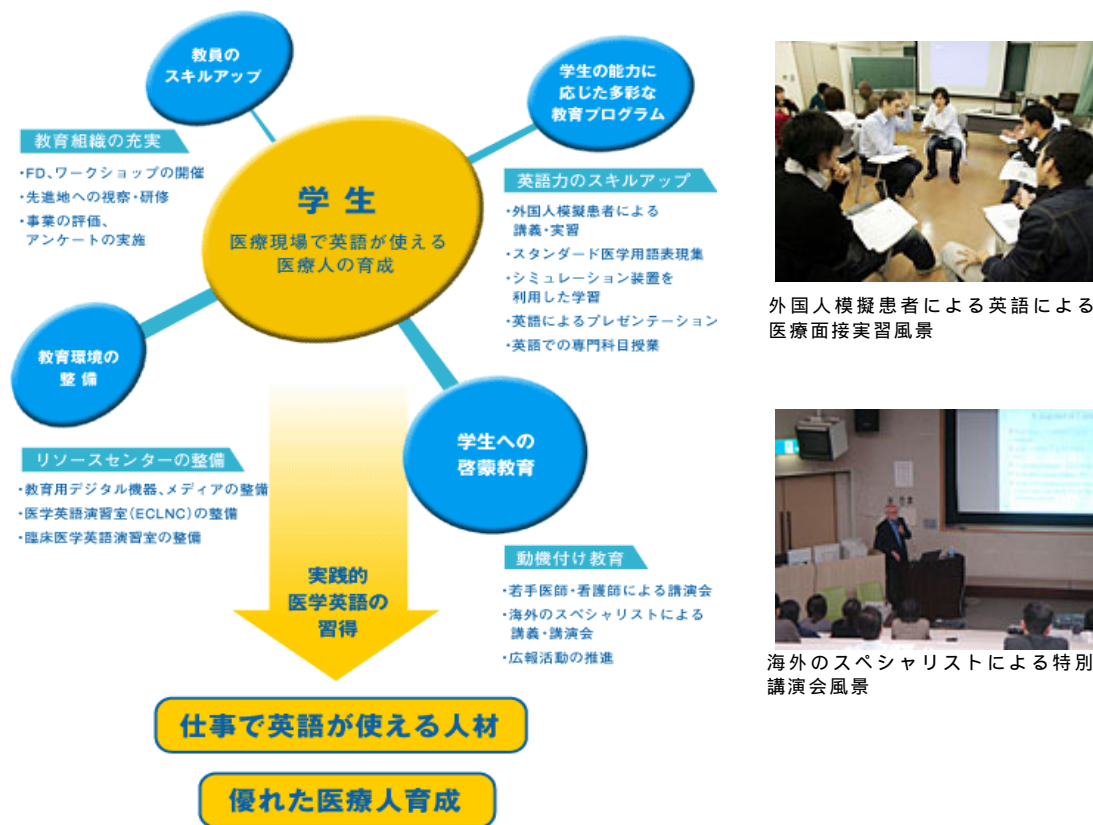 教員の
スキルアップ
学生の能力に
応じた多彩な
教育プログラム
教育組織の充実
・FD、ワークショップの開催
・先進地への視察・研修
・事業の評価、
アンケートの実施
学生
医療現場で英語が使える
医療人の育成
英語力のスキルアップ
・外国人模擬患者による
講義・実習
・スタンダード医学用語表現集
・シミュレーション装置を
利用した学習
・英語によるプレゼンテーション
・英語での専門科目授業
外国人模擬患者による英語による
医療面接実習風景
教育環境の
整備
リソースセンターの整備
・教育用デジタル機器、メディアの整備
・医学英語演習室(ECLNC)の整備
・臨床医学英語演習室の整備
学生への
啓蒙教育
動機付け教育
・若手医師・看護師による講演会
・海外のスペシャリストによる
講義・講演会
・広報活動の推進
実践的
医学英語の
習得
海外のスペシャリストによる特別
講演会風景
仕事で英語が使える人材
優れた医療人育成